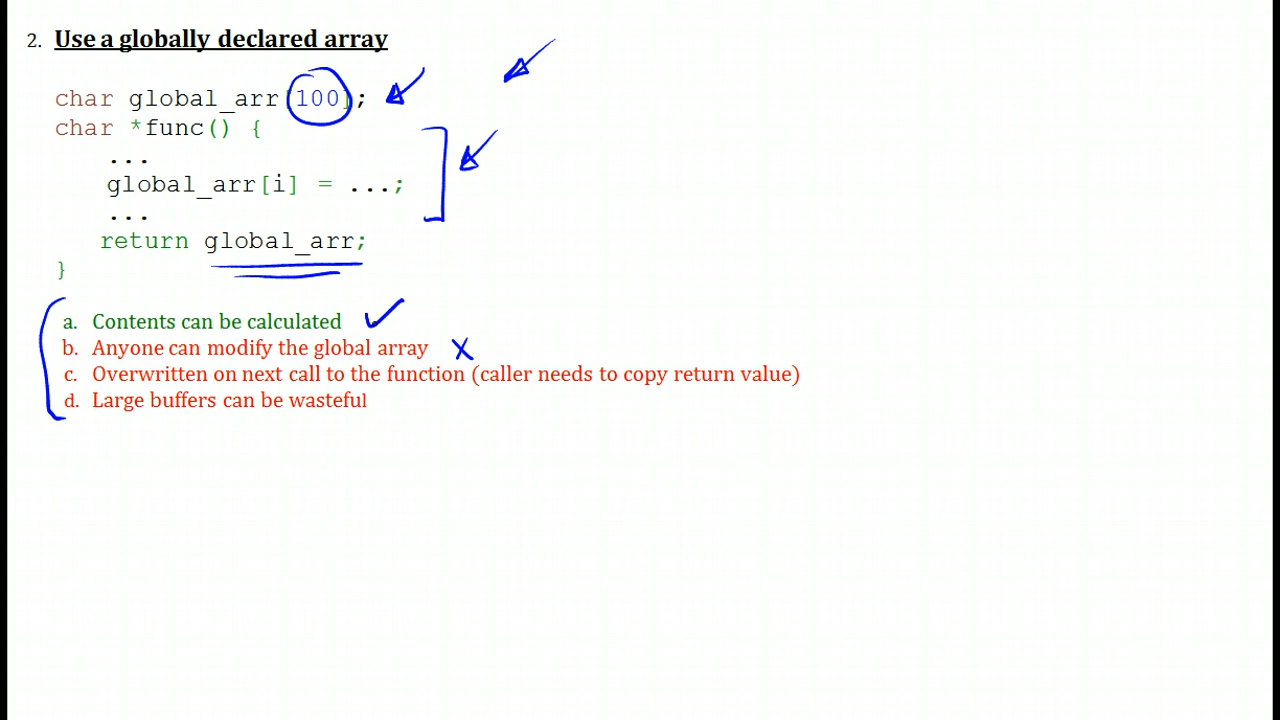 2. Use a globally declared array
char global_arr[100];
char *func() {
...
global_arr[i] = ...;
...
return global_arr;
}
a. Contents can be calculated
b. Anyone can modify the global array
c. Overwritten on next call to the function (caller needs to copy return value)
d. Large buffers can be wasteful